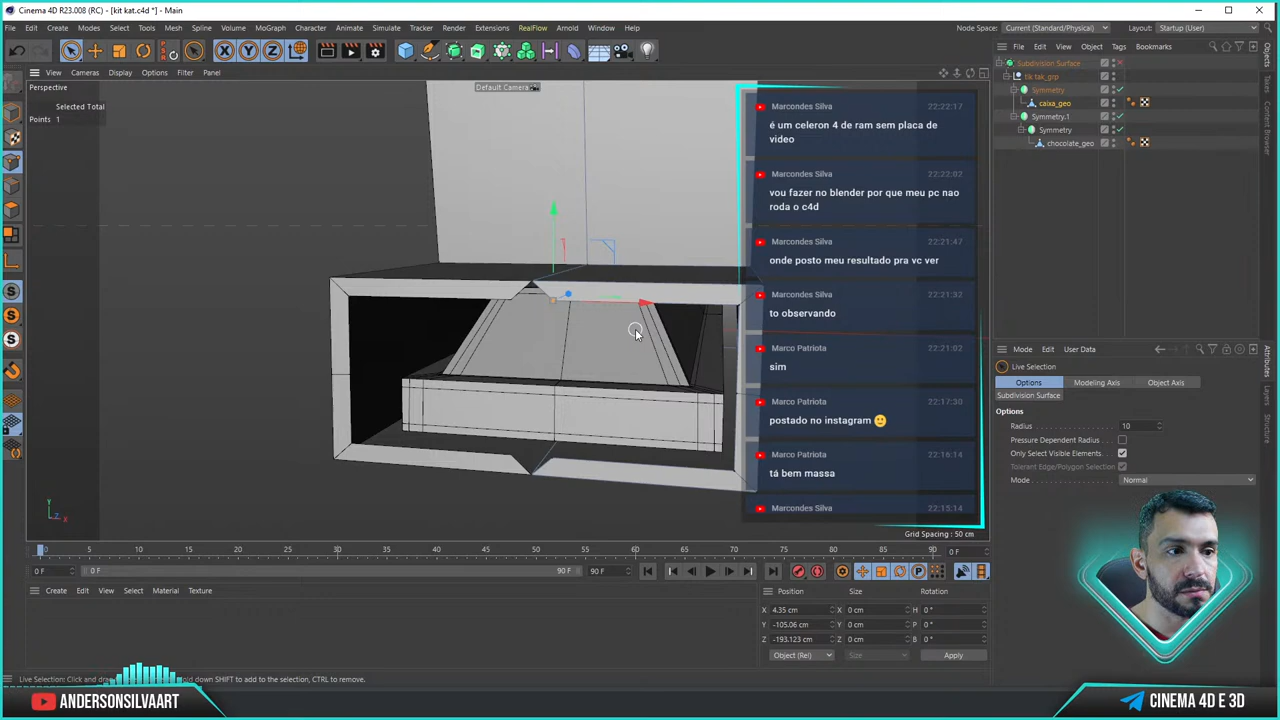 Cinema 4D R23.008 (RC) - [kit kat.c4d *] - Main
File Edit Create Modes Select Tools Mesh Spline Volume MoGraph Character Animate Simulate Tracker Render Extensions RealFlow Arnold Window Help
Node Space: Current (Standard/Physical) Layout: Startup (User)
View Cameras Display Options Filter Panel
File Edit View Object Tags Bookmarks
Perspective
Default Camera
Selected Total
Points 1
Subdivision Surface
tik tak_grp
Symmetry
caixa_geo
Symmetry.1
Symmetry
chocolate_geo
Objects
Takes
Content Browser
Marcondes Silva 22:22:17
é um celeron 4 de ram sem placa de
video
Marcondes Silva 22:22:02
vou fazer no blender por que meu pc nao
roda o c4d
Marcondes Silva 22:21:47
onde posto meu resultado pra vc ver
Marcondes Silva 22:21:32
to observando
Marco Patriota 22:21:02
sim
Marco Patriota 22:17:30
postado no instagram 🙂
Marco Patriota 22:16:14
tá bem massa
Marcondes Silva 22:15:14
Grid Spacing : 50 cm
Mode Edit User Data
Live Selection
Options Modeling Axis Object Axis
Subdivision Surface
Options
Radius 10
Pressure Dependent Radius
Only Select Visible Elements
Tolerant Edge/Polygon Selection
Mode Normal
Attributes
Layers
Structure
Y
Z X
0 5 10 15 20 25 30 35 40 45 50 55 60 65 70 75 80 85 90 0 F
0 F 0 F 90 F 90 F
Create Edit View Select Material Texture
Position Size Rotation
X 4.35 cm X 0 cm H 0 °
Y -105.06 cm Y 0 cm P 0 °
Z -193.123 cm Z 0 cm B 0 °
Object (Rel) Size Apply
Live Selection: Click and
down SHIFT to add to the selection, CTRL to remove.
ANDERSONSILVAART
CINEMA 4D E 3D